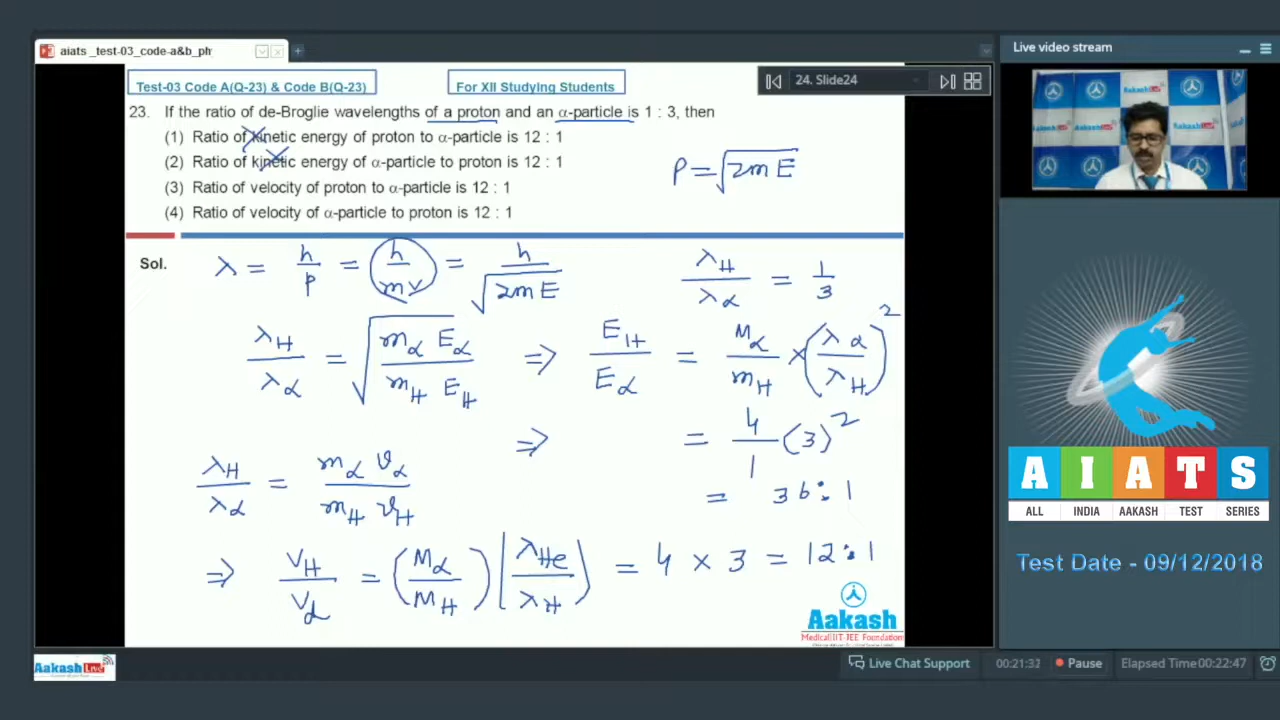 aiats _test-03_code-a&b_ph
Live video stream
24. Slide24
Test-03 Code A(Q-23) & Code B(Q-23)
For XII Studying Students
23. If the ratio of de-Broglie wavelengths of a proton and an α-particle is 1 : 3, then
(1) Ratio of kinetic energy of proton to α-particle is 12 : 1
(2) Ratio of kinetic energy of α-particle to proton is 12 : 1
(3) Ratio of velocity of proton to α-particle is 12 : 1
(4) Ratio of velocity of α-particle to proton is 12 : 1
P = √2mE
Sol.
λ = h/p = h/mv = h/√2mE
λH/λα = 1/3
λH/λα = √mα Eα/mH EH ⇒ EH/Eα = Mα/mH × (λα/λH)²
⇒ = 4/1 (3)²
= 36 : 1
λH/λα = mα vα/mH vH
⇒ VH/Vα = (Mα/MH) (λHe/λH) = 4 × 3 = 12 : 1
Aakash
Medical|IIT-JEE|Foundations
Aakash Live
AIATS
ALL INDIA AAKASH TEST SERIES
Test Date - 09/12/2018
Live Chat Support
00:21:32
Pause
Elapsed Time 00:22:47